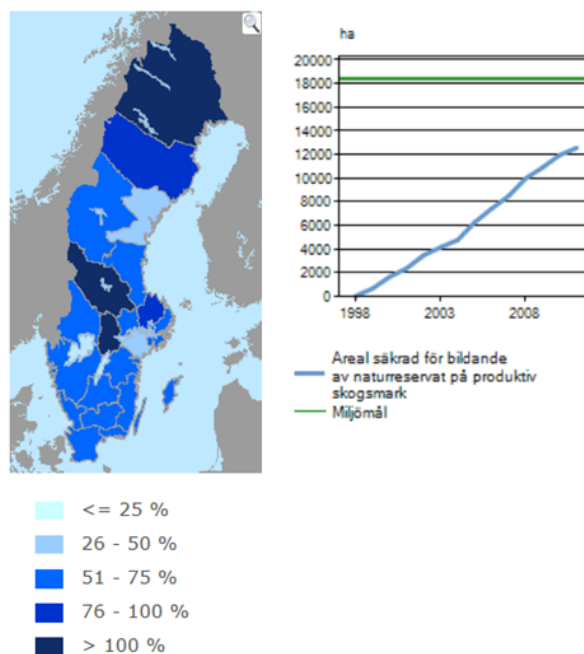 ha
20000
18000
16000
14000
12000
10000
8000
6000
4000
2000
0
1998
2003
2008
Areal säkrad för bildande
av naturreservat på produktiv
skogsmark
Miljömål
<= 25 %
26 - 50 %
51 - 75 %
76 - 100 %
> 100 %